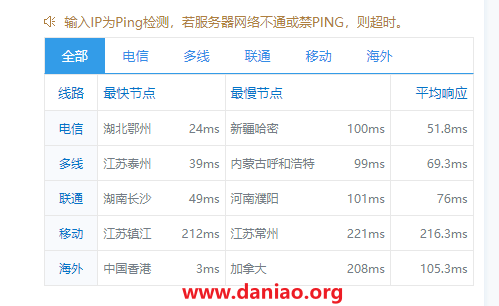 输入IP为Ping检测，若服务器网络不通或禁PING，则超时。
全部 电信 多线 联通 移动 海外
线路 最快节点 最慢节点 平均响应
电信 湖北鄂州 24ms 新疆哈密 100ms 51.8ms
多线 江苏泰州 39ms 内蒙古呼和浩特 99ms 69.3ms
联通 湖南长沙 49ms 河南濮阳 101ms 76ms
移动 江苏镇江 212ms 江苏常州 221ms 216.3ms
海外 中国香港 3ms 加拿大 208ms 105.3ms
www.daniao.org